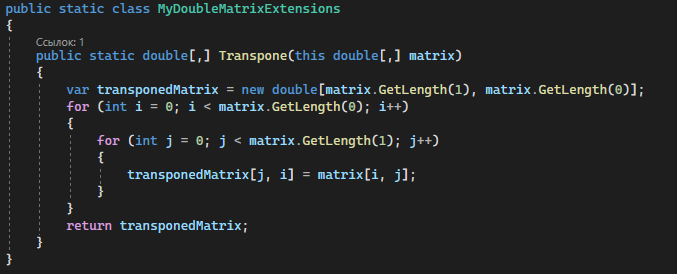 public static class MyDoubleMatrixExtensions
{
Ссылок: 1
public static double[,] Transpone(this double[,] matrix)
{
var transponedMatrix = new double[matrix.GetLength(1), matrix.GetLength(0)];
for (int i = 0; i < matrix.GetLength(0); i++)
{
for (int j = 0; j < matrix.GetLength(1); j++)
{
transponedMatrix[j, i] = matrix[i, j];
}
}
return transponedMatrix;
}
}